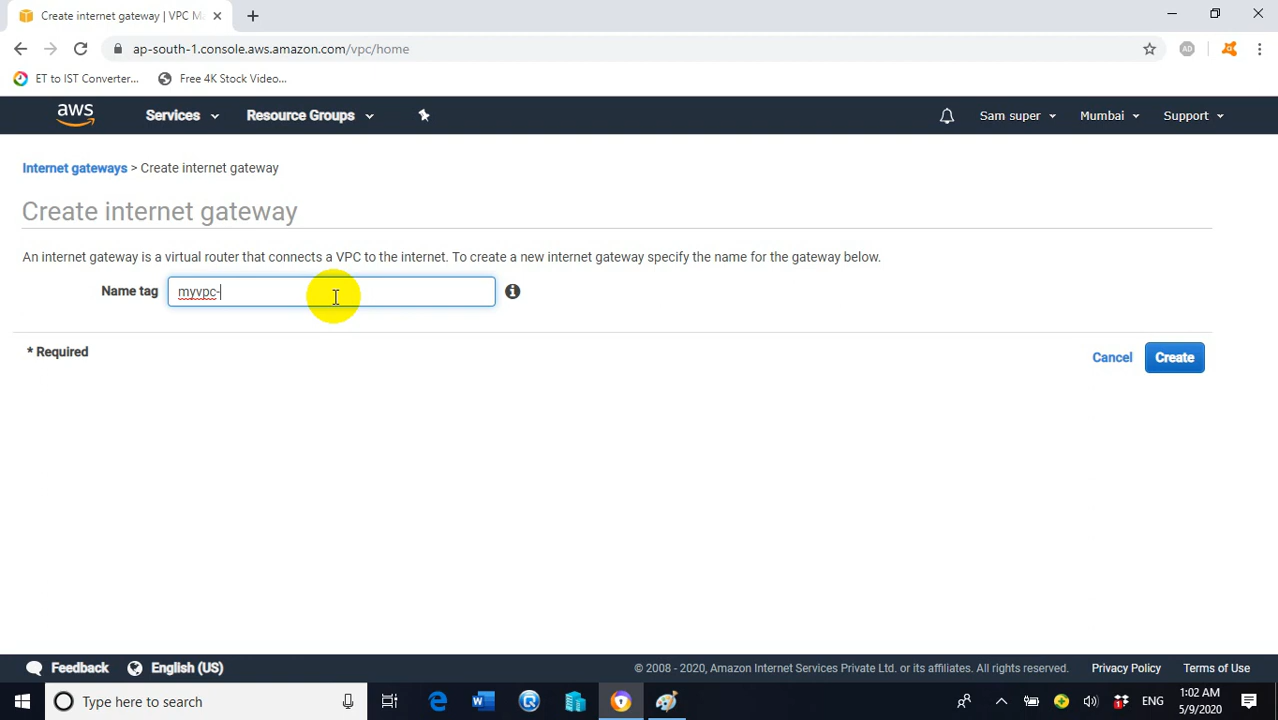 Create internet gateway | VPC Ma
ap-south-1.console.aws.amazon.com/vpc/home
ET to IST Converter...
Free 4K Stock Video...
aws
Services
Resource Groups
Sam super
Mumbai
Support
Internet gateways > Create internet gateway
Create internet gateway
An internet gateway is a virtual router that connects a VPC to the internet. To create a new internet gateway specify the name for the gateway below.
Name tag
myvpc-
* Required
Cancel
Create
Feedback
English (US)
© 2008 - 2020, Amazon Internet Services Private Ltd. or its affiliates. All rights reserved.
Privacy Policy
Terms of Use
Type here to search
ENG
1:02 AM
5/9/2020